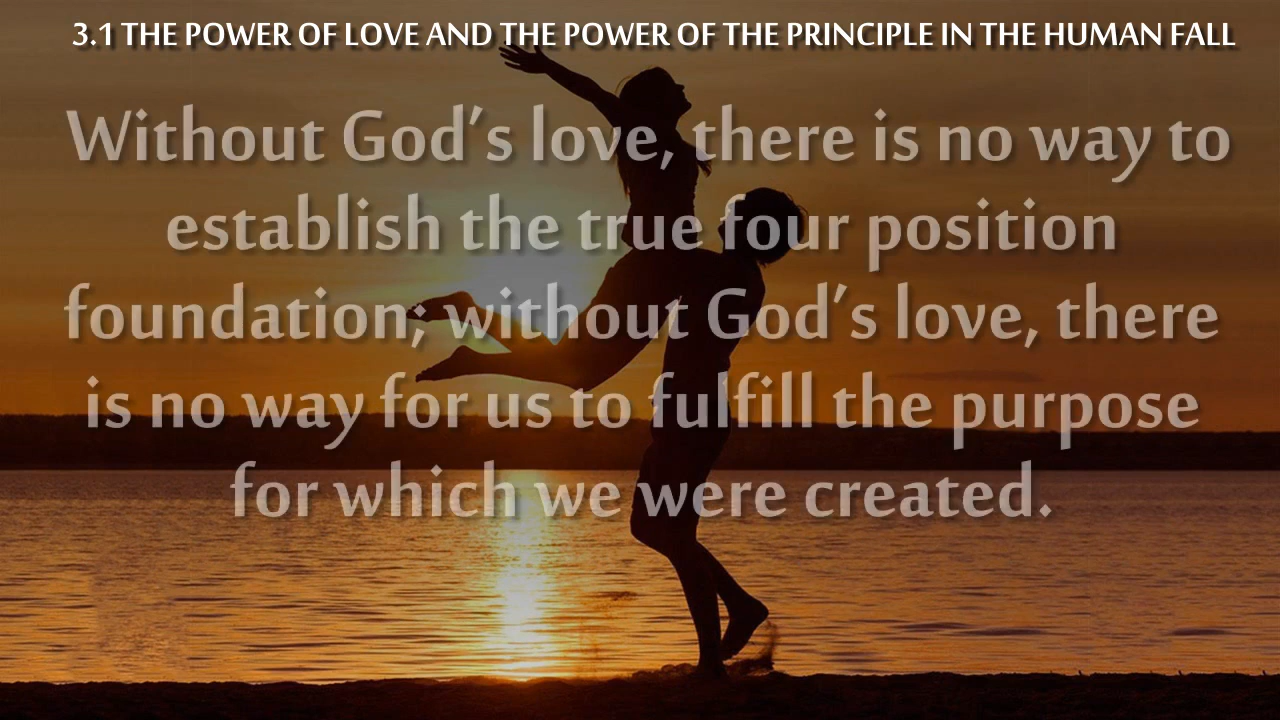 3.1 THE POWER OF LOVE AND THE POWER OF THE PRINCIPLE IN THE HUMAN FALL
Without God's love, there is no way to
establish the true four position
foundation; without God's love, there
is no way for us to fulfill the purpose
for which we were created.